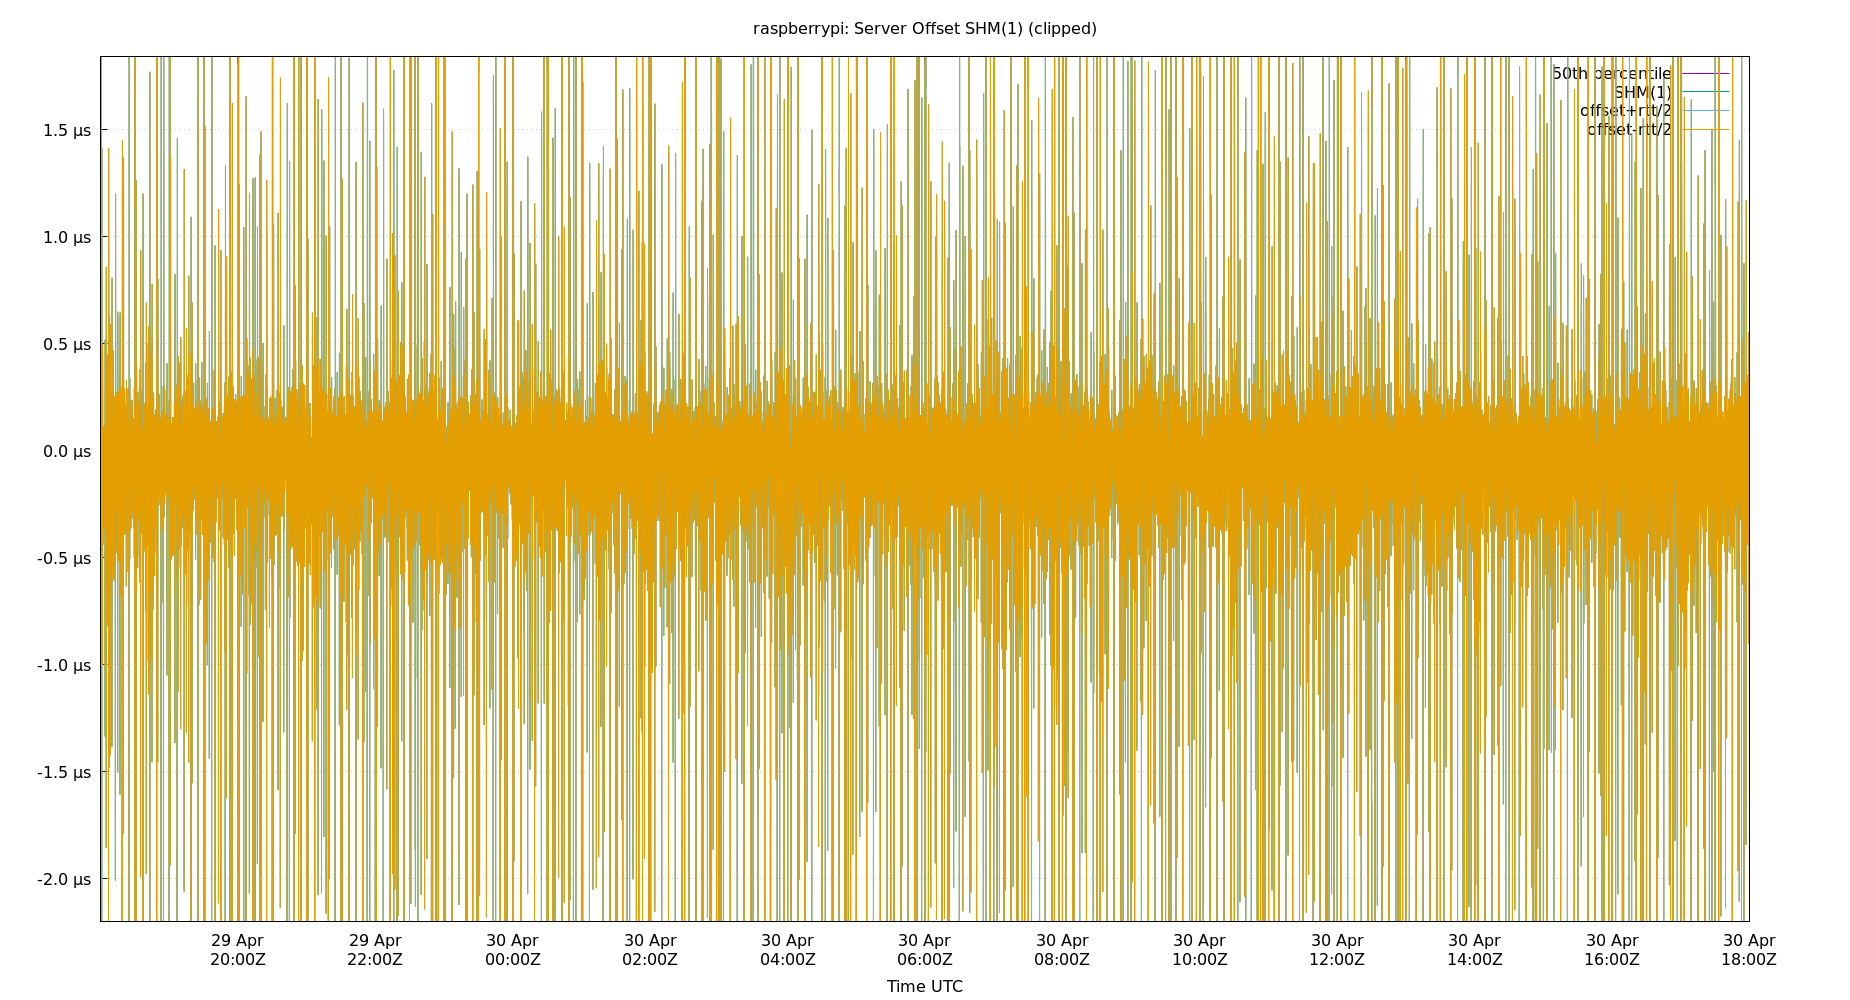 raspberrypi: Server Offset SHM(1) (clipped)
50th percentile
SHM(1)
offset+rtt/2
offset-rtt/2
1.5 µs
1.0 µs
0.5 µs
0.0 µs
-0.5 µs
-1.0 µs
-1.5 µs
-2.0 µs
29 Apr 29 Apr 30 Apr 30 Apr 30 Apr 30 Apr 30 Apr 30 Apr 30 Apr 30 Apr 30 Apr 30 Apr
20:00Z 22:00Z 00:00Z 02:00Z 04:00Z 06:00Z 08:00Z 10:00Z 12:00Z 14:00Z 16:00Z 18:00Z
Time UTC